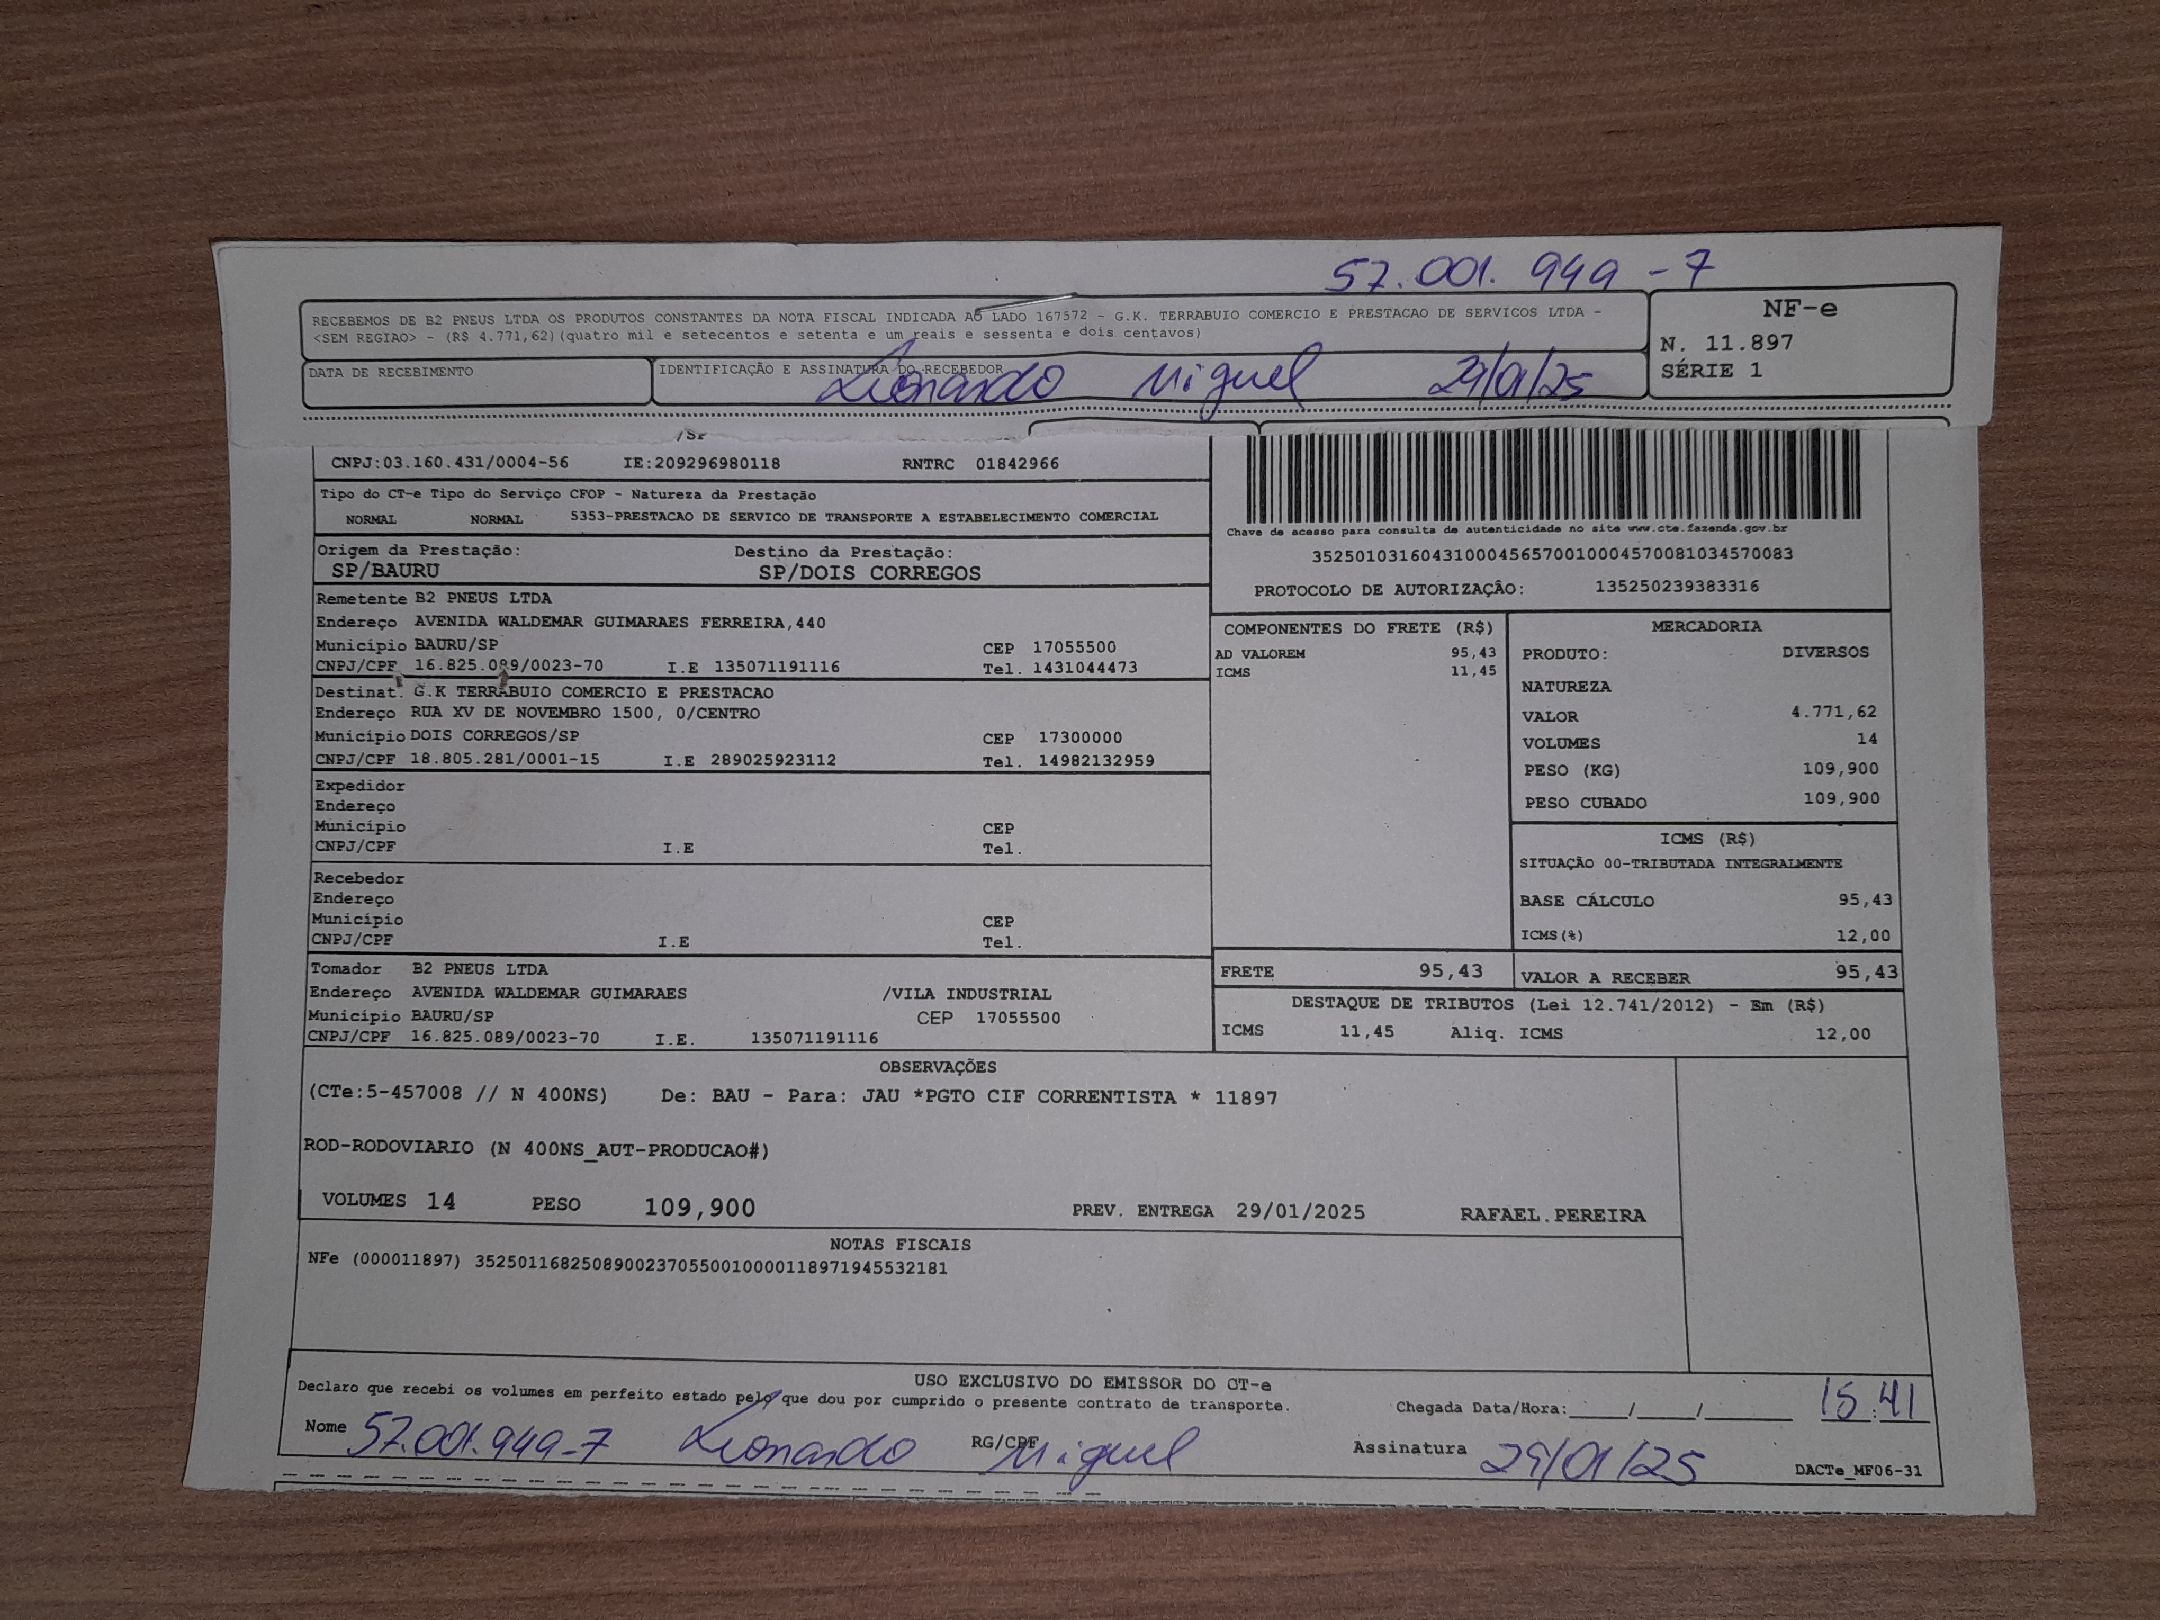 57.001.949-7
RECEBEMOS DE B2 PNEUS LTDA OS PRODUTOS CONSTANTES DA NOTA FISCAL INDICADA AO LADO 167572 - G.K. TERRABUIO COMERCIO E PRESTACAO DE SERVICOS LTDA -
<SEM REGIAO> - (R$ 4.771,62)(quatro mil e setecentos e setenta e um reais e sessenta e dois centavos)
NF-e
N. 11.897
SÉRIE 1
DATA DE RECEBIMENTO
IDENTIFICAÇÃO E ASSINATURA DO RECEBEDOR
Leonardo Miguel 29/01/25
/SP
CNPJ:03.160.431/0004-56 IE:209296980118 RNTRC 01842966
Tipo do CT-e Tipo do Serviço CFOP - Natureza da Prestação
NORMAL NORMAL 5353-PRESTACAO DE SERVICO DE TRANSPORTE A ESTABELECIMENTO COMERCIAL
Chave de acesso para consulta de autenticidade no site www.cte.fazenda.gov.br
35250103160431000456570010004570081034570083
PROTOCOLO DE AUTORIZAÇÃO: 135250239383316
Origem da Prestação: Destino da Prestação:
SP/BAURU SP/DOIS CORREGOS
Remetente B2 PNEUS LTDA
Endereço AVENIDA WALDEMAR GUIMARAES FERREIRA,440
Município BAURU/SP CEP 17055500
CNPJ/CPF 16.825.089/0023-70 I.E 135071191116 Tel. 1431044473
Destinat. G.K TERRABUIO COMERCIO E PRESTACAO
Endereço RUA XV DE NOVEMBRO 1500, 0/CENTRO
Município DOIS CORREGOS/SP CEP 17300000
CNPJ/CPF 18.805.281/0001-15 I.E 289025923112 Tel. 14982132959
Expedidor
Endereço
Município CEP
CNPJ/CPF I.E Tel.
Recebedor
Endereço
Município CEP
CNPJ/CPF I.E Tel.
Tomador B2 PNEUS LTDA
Endereço AVENIDA WALDEMAR GUIMARAES /VILA INDUSTRIAL
Município BAURU/SP CEP 17055500
CNPJ/CPF 16.825.089/0023-70 I.E. 135071191116
COMPONENTES DO FRETE (R$)
AD VALOREM 95,43
ICMS 11,45
MERCADORIA
PRODUTO: DIVERSOS
NATUREZA
VALOR 4.771,62
VOLUMES 14
PESO (KG) 109,900
PESO CUBADO 109,900
ICMS (R$)
SITUAÇÃO 00-TRIBUTADA INTEGRALMENTE
BASE CÁLCULO 95,43
ICMS(%) 12,00
FRETE 95,43 VALOR A RECEBER 95,43
DESTAQUE DE TRIBUTOS (Lei 12.741/2012) - Em (R$)
ICMS 11,45 Aliq. ICMS 12,00
OBSERVAÇÕES
(CTe:5-457008 // N 400NS) De: BAU - Para: JAU *PGTO CIF CORRENTISTA * 11897
ROD-RODOVIARIO (N 400NS_AUT-PRODUCAO#)
VOLUMES 14 PESO 109,900 PREV. ENTREGA 29/01/2025 RAFAEL.PEREIRA
NOTAS FISCAIS
NFe (000011897) 35250116825089002370550010000118971945532181
USO EXCLUSIVO DO EMISSOR DO CT-e
Declaro que recebi os volumes em perfeito estado pelo que dou por cumprido o presente contrato de transporte.
Chegada Data/Hora:____/____/______ 15:41
Nome 57.001.949-7 Leonardo RG/CPF Miguel Assinatura 29/01/25
DACTe_MF06-31